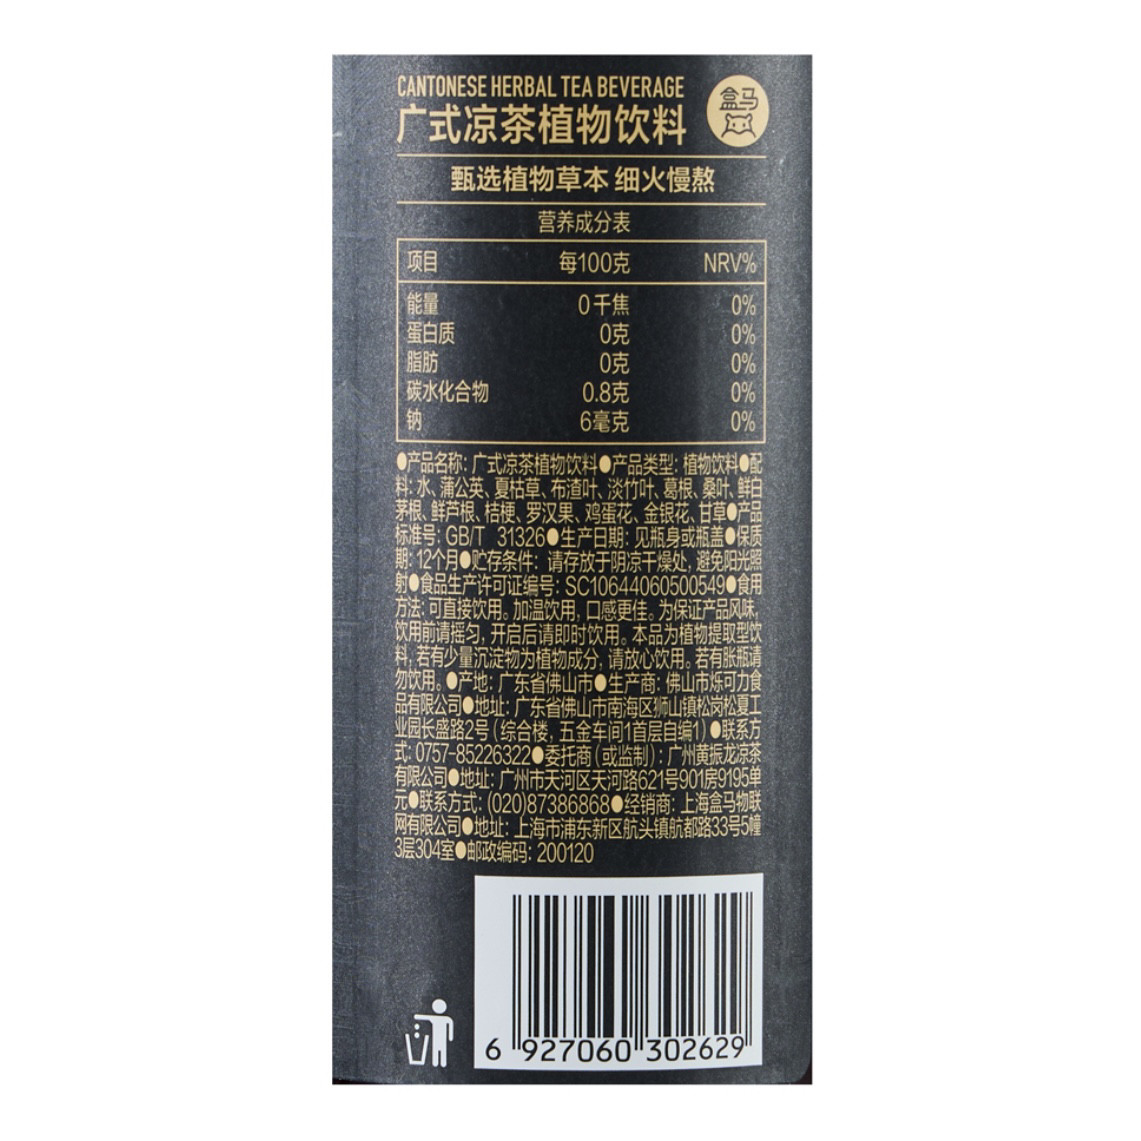 CANTONESE HERBAL TEA BEVERAGE
广式凉茶植物饮料
盒马
甄选植物草本 细火慢熬
营养成分表
项目 每100克 NRV%
能量 0千焦 0%
蛋白质 0克 0%
脂肪 0克 0%
碳水化合物 0.8克 0%
钠 6毫克 0%
●产品名称: 广式凉茶植物饮料●产品类型: 植物饮料●配
料: 水、蒲公英、夏枯草、布渣叶、淡竹叶、葛根、桑叶、鲜白
茅根、鲜芦根、桔梗、罗汉果、鸡蛋花、金银花、甘草●产品
标准号: GB/T 31326●生产日期: 见瓶身或瓶盖●保质
期: 12个月●贮存条件: 请存放于阴凉干燥处, 避免阳光照
射●食品生产许可证编号: SC10644060500549●食用
方法: 可直接饮用。加温饮用, 口感更佳。为保证产品风味,
饮用前请摇匀, 开启后请即时饮用。本品为植物提取型饮
料, 若有少量沉淀物为植物成分, 请放心饮用。若有胀瓶请
勿饮用。●产地: 广东省佛山市●生产商: 佛山市烁可力食
品有限公司●地址: 广东省佛山市南海区狮山镇松岗松夏工
业园长盛路2号(综合楼, 五金车间1首层自编1)●联系方
式: 0757-85226322●委托商(或监制): 广州黄振龙凉茶
有限公司●地址: 广州市天河区天河路621号901房9195单
元●联系方式: (020)87386868●经销商: 上海盒马物联
网有限公司●地址: 上海市浦东新区航头镇航都路33号5幢
3层304室●邮政编码: 200120
6 927060 302629